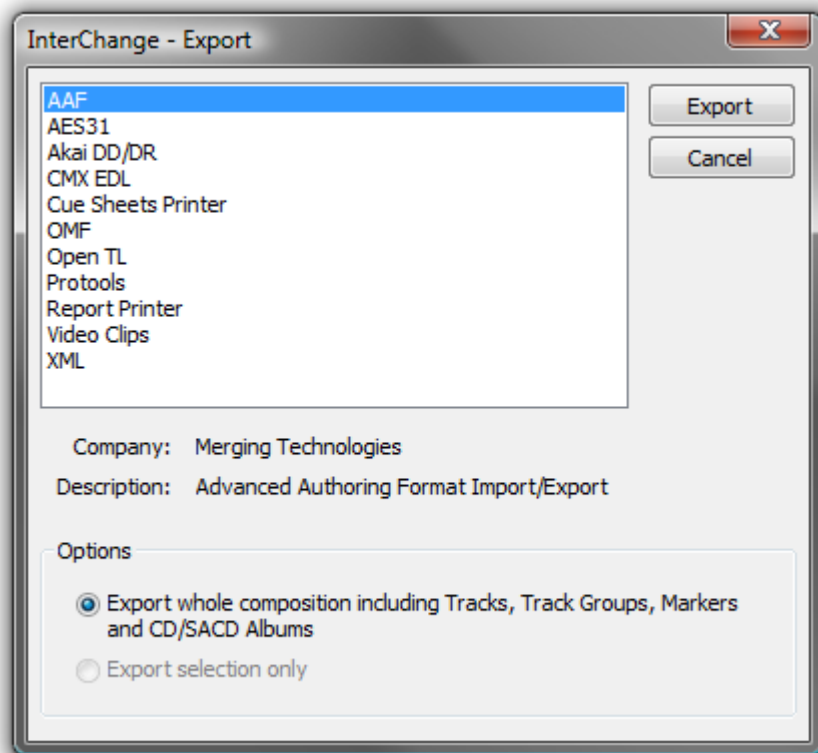 InterChange - Export
AAF
AES31
Akai DD/DR
CMX EDL
Cue Sheets Printer
OMF
Open TL
Protools
Report Printer
Video Clips
XML
Export
Cancel
Company: Merging Technologies
Description: Advanced Authoring Format Import/Export
Options
Export whole composition including Tracks, Track Groups, Markers
and CD/SACD Albums
Export selection only